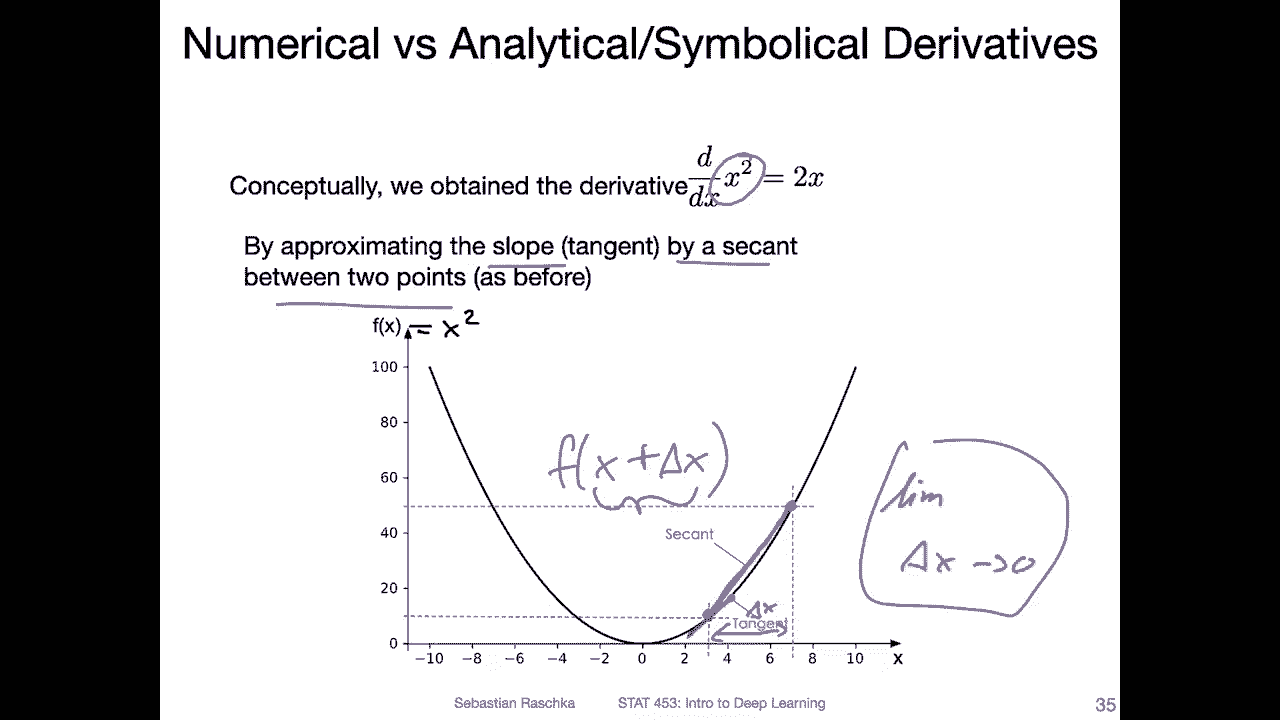 Numerical vs Analytical/Symbolical Derivatives
Conceptually, we obtained the derivative d/dx x² = 2x
By approximating the slope (tangent) by a secant
between two points (as before)
f(x) = x²
100
80
60
40
20
0
f(x + Δx)
Secant
Δx
Tangent
lim
Δx → 0
−10 −8 −6 −4 −2 0 2 4 6 8 10 x
Sebastian Raschka STAT 453: Intro to Deep Learning 35